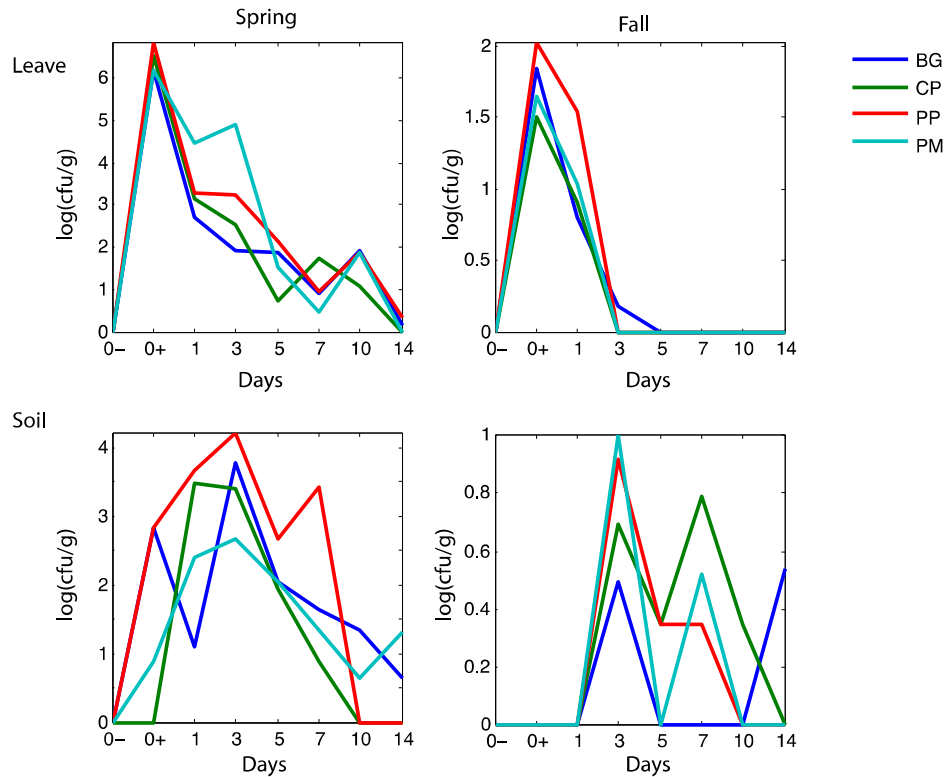 Spring
Fall
Leave
6
5
4
3
2
1
0
log(cfu/g)
0− 0+ 1 3 5 7 10 14
Days
2
1.5
1
0.5
0
log(cfu/g)
0− 0+ 1 3 5 7 10 14
Days
BG
CP
PP
PM
Soil
4
3
2
1
0
log(cfu/g)
0− 0+ 1 3 5 7 10 14
Days
1
0.8
0.6
0.4
0.2
0
log(cfu/g)
0− 0+ 1 3 5 7 10 14
Days